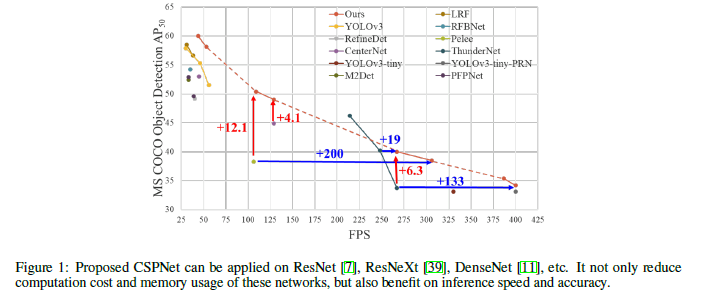 MS COCO Object Detection AP50
65
60
55
50
45
40
35
30
Ours
LRF
YOLOv3
RFBNet
RefineDet
Pelee
CenterNet
ThunderNet
YOLOv3-tiny
YOLOv3-tiny-PRN
M2Det
PFPNet
+12.1
+4.1
+19
+200
+6.3
+133
25 50 75 100 125 150 175 200 225 250 275 300 325 350 375 400 425
FPS
Figure 1: Proposed CSPNet can be applied on ResNet [7], ResNeXt [39], DenseNet [11], etc. It not only reduce
computation cost and memory usage of these networks, but also benefit on inference speed and accuracy.